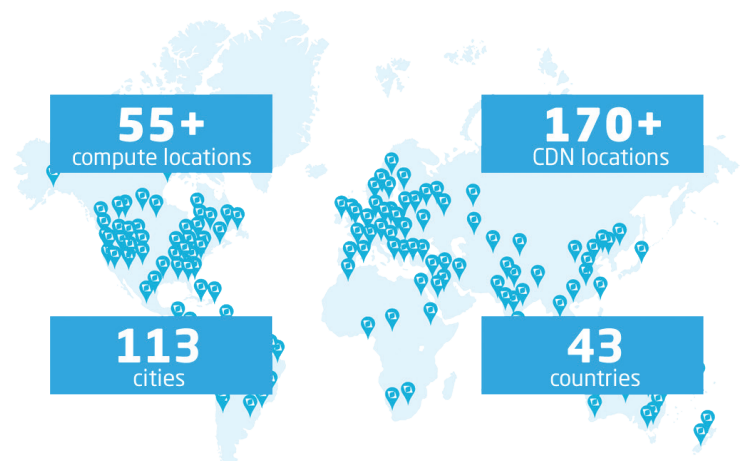 55+
compute locations
170+
CDN locations
113
cities
43
countries